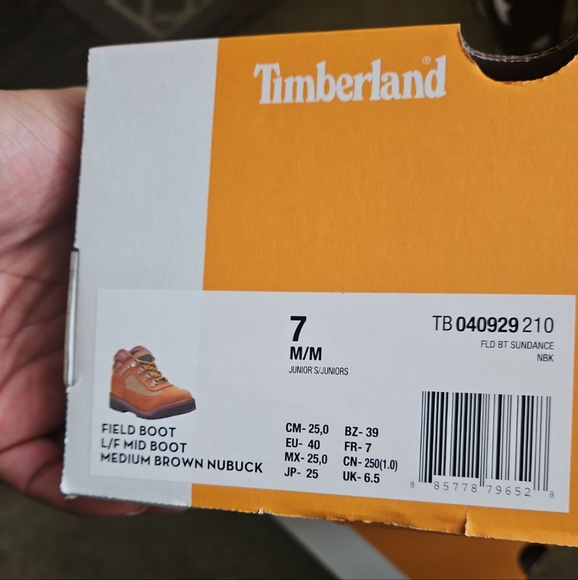 Timberland®
7
M/M
JUNIOR'S/JUNIORS
TB 040929 210
FLD BT SUNDANCE
NBK
FIELD BOOT
L/F MID BOOT
MEDIUM BROWN NUBUCK
CM- 25,0 BZ- 39
EU- 40 FR- 7
MX- 25,0 CN- 250(1.0)
JP- 25 UK- 6.5
8 85778 79652 8